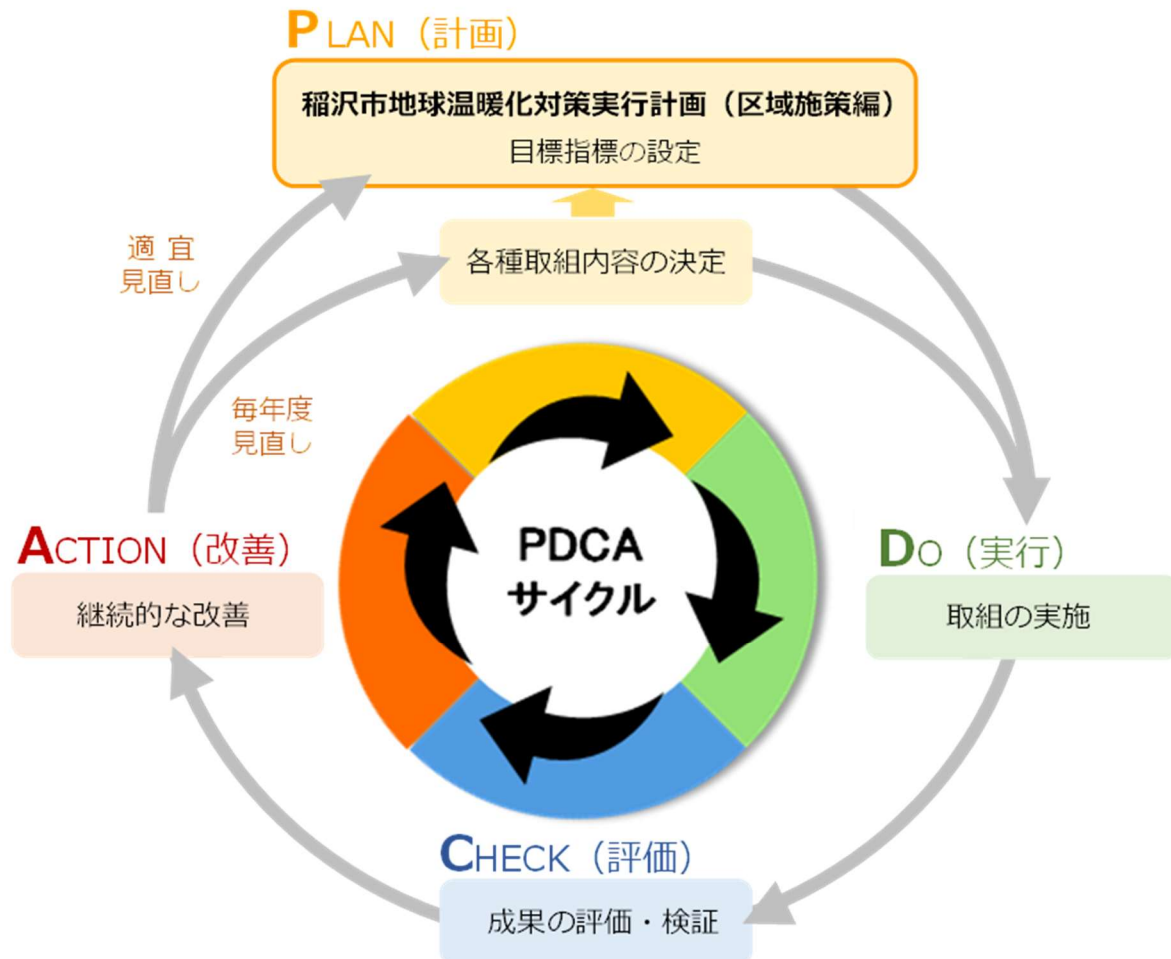 PLAN（計画）
稲沢市地球温暖化対策実行計画（区域施策編）
目標指標の設定
適 宜
見直し
各種取組内容の決定
毎年度
見直し
PDCA
サイクル
ACTION（改善）
継続的な改善
DO（実行）
取組の実施
CHECK（評価）
成果の評価・検証